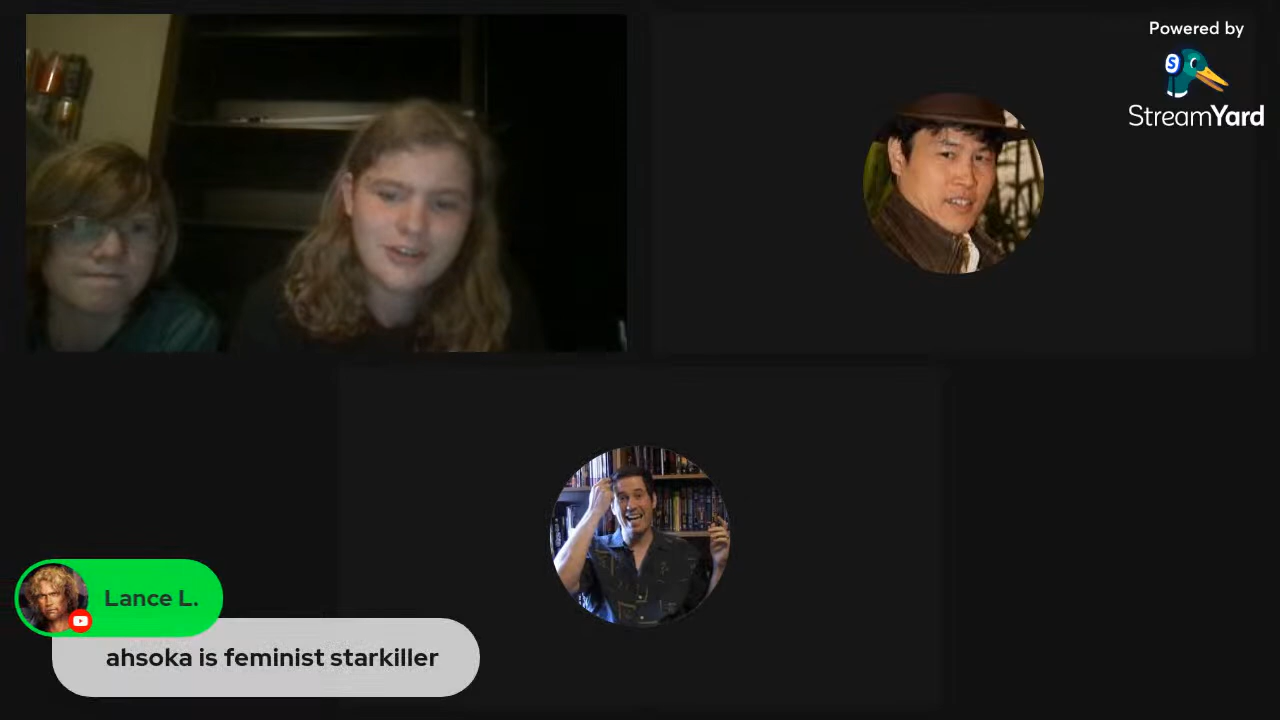 Powered by
S
StreamYard
Lance L.
ahsoka is feminist starkiller